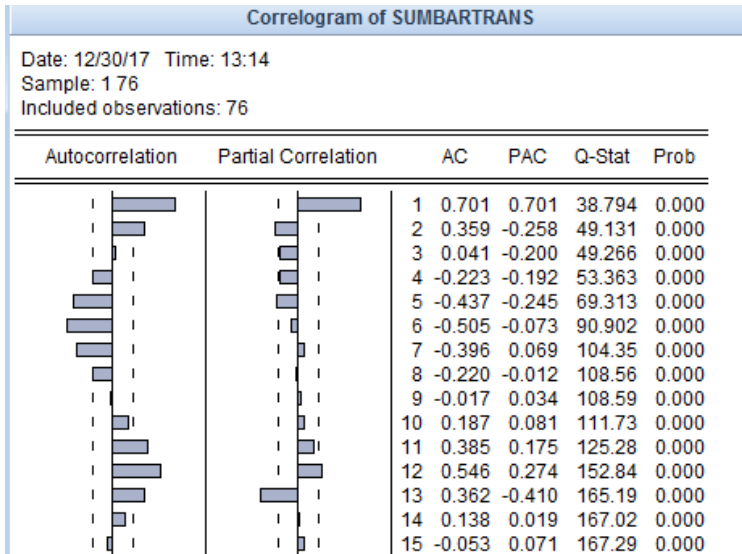 Correlogram of SUMBARTRANS
Date: 12/30/17 Time: 13:14
Sample: 1 76
Included observations: 76
Autocorrelation Partial Correlation AC PAC Q-Stat Prob
1 0.701 0.701 38.794 0.000
2 0.359 -0.258 49.131 0.000
3 0.041 -0.200 49.266 0.000
4 -0.223 -0.192 53.363 0.000
5 -0.437 -0.245 69.313 0.000
6 -0.505 -0.073 90.902 0.000
7 -0.396 0.069 104.35 0.000
8 -0.220 -0.012 108.56 0.000
9 -0.017 0.034 108.59 0.000
10 0.187 0.081 111.73 0.000
11 0.385 0.175 125.28 0.000
12 0.546 0.274 152.84 0.000
13 0.362 -0.410 165.19 0.000
14 0.138 0.019 167.02 0.000
15 -0.053 0.071 167.29 0.000